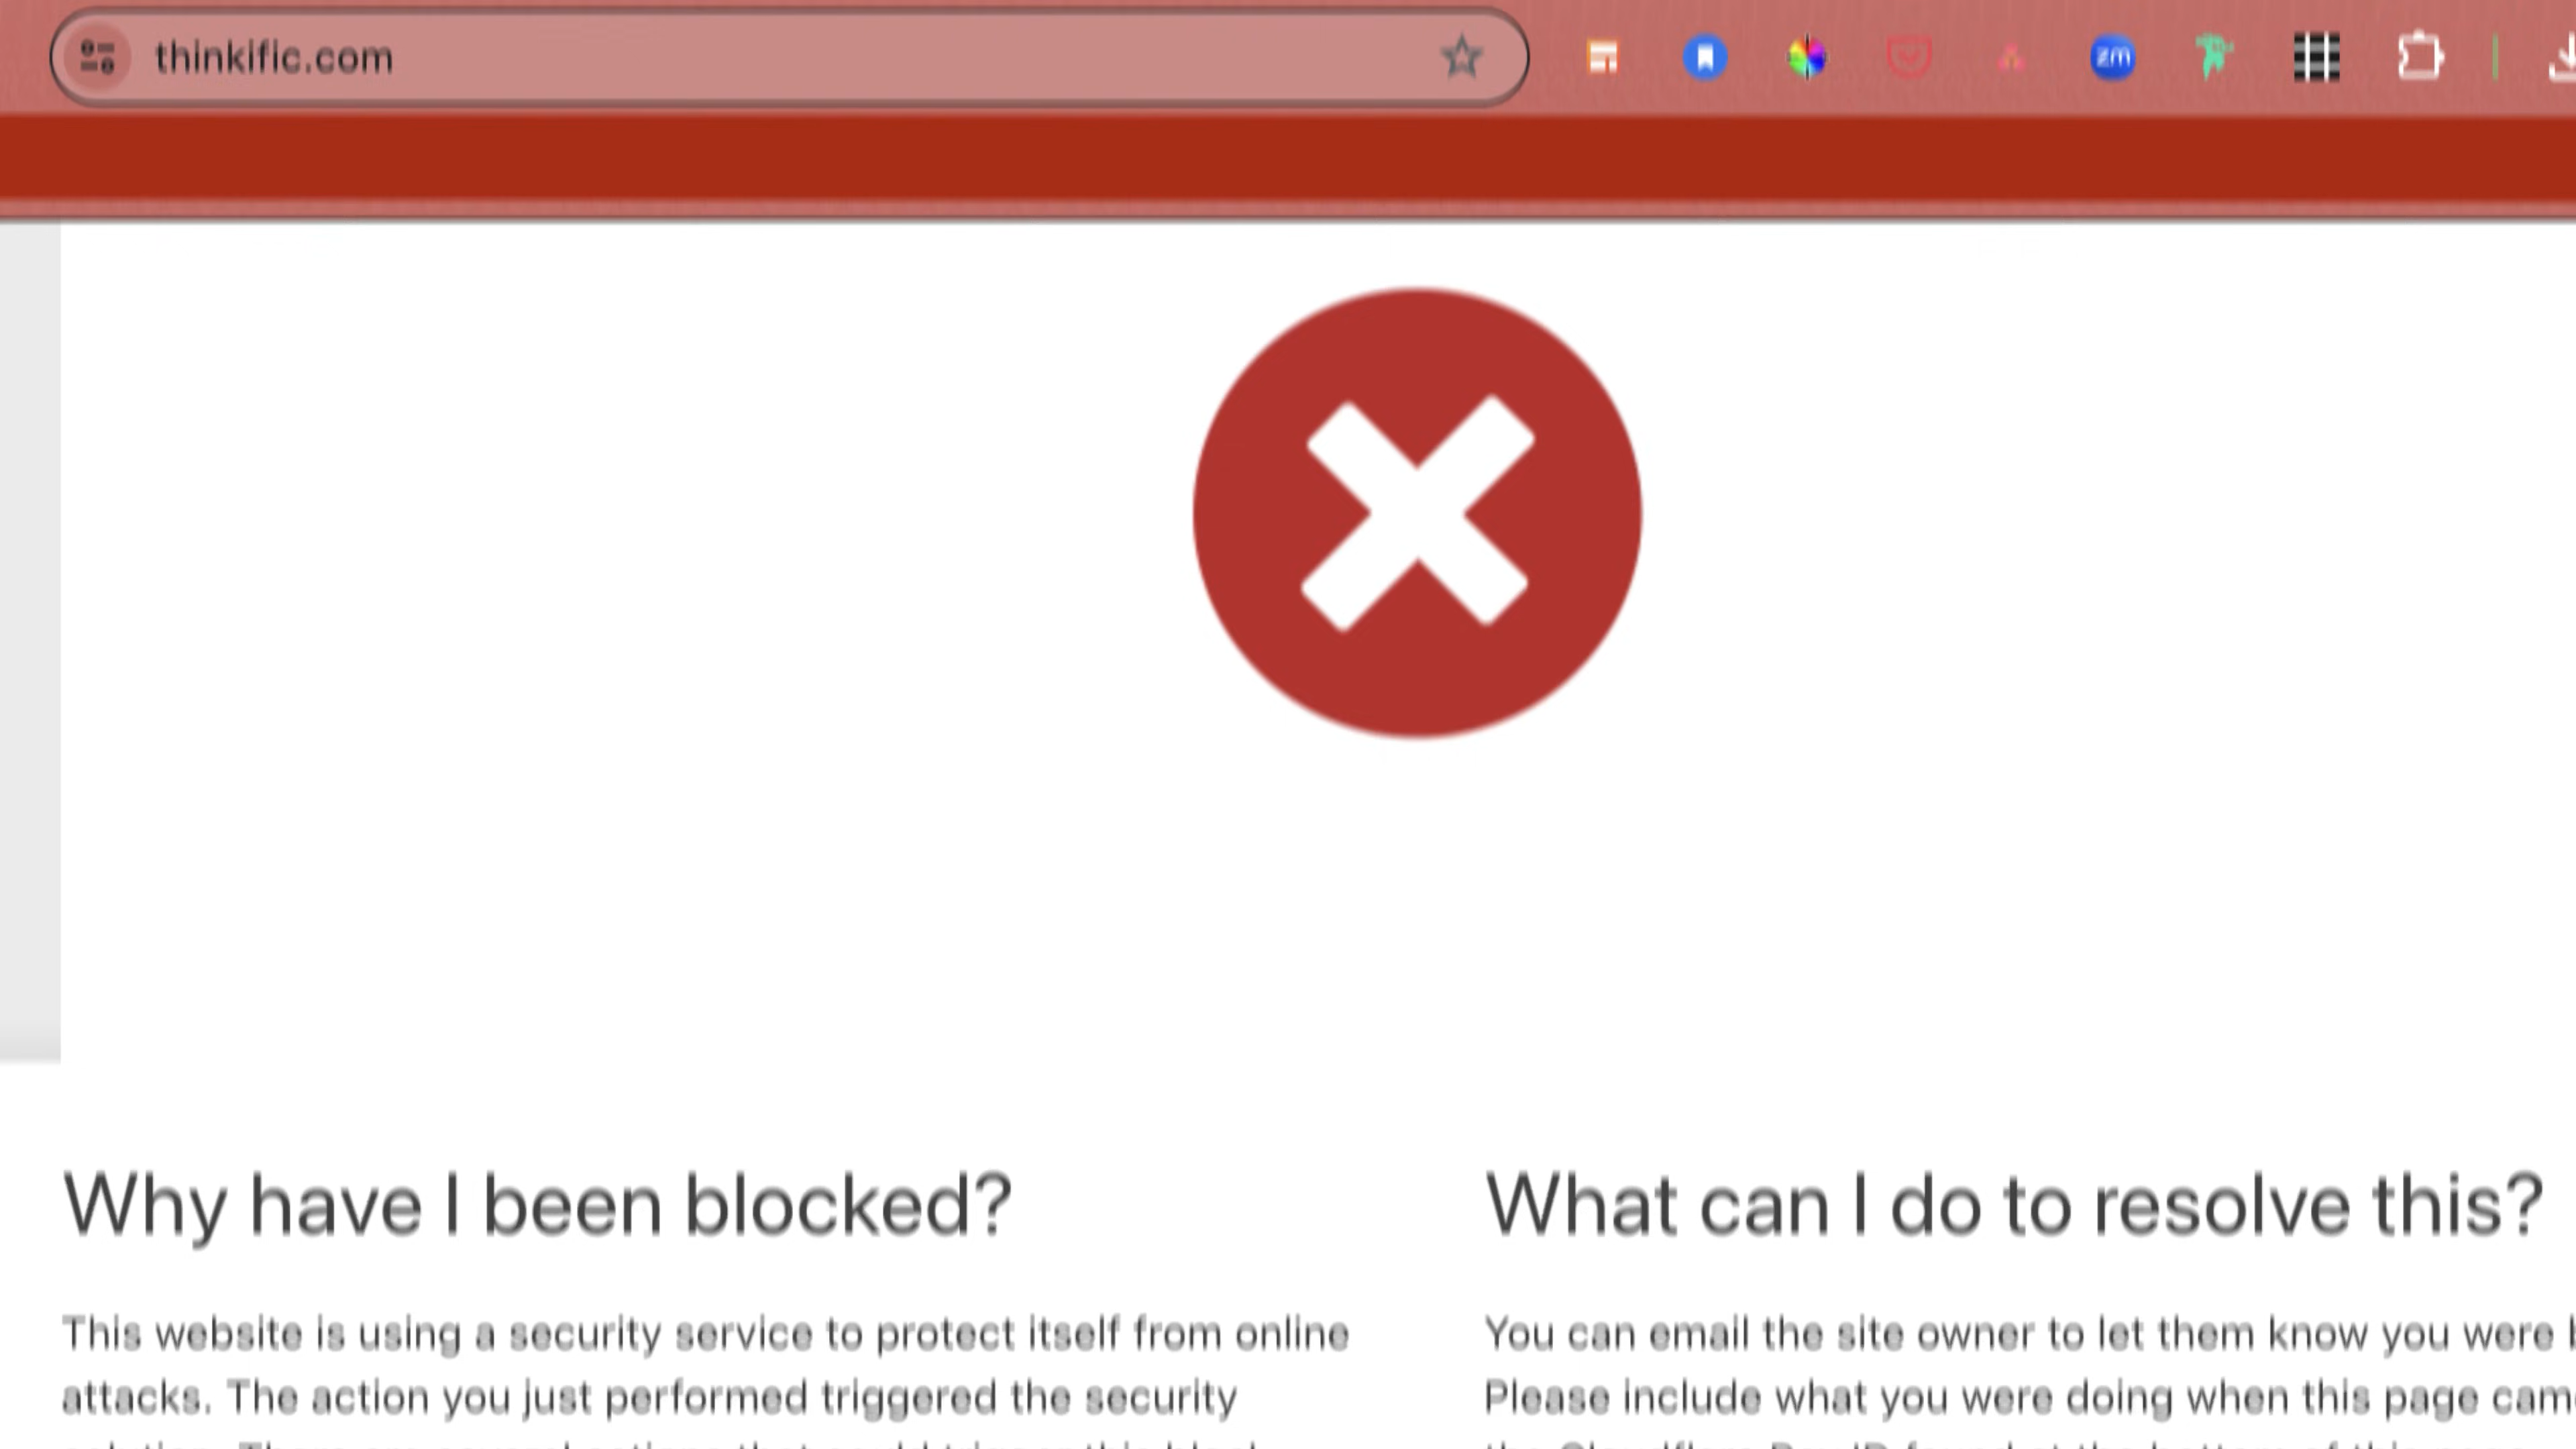 thinkific.com
zm
Why have I been blocked?
This website is using a security service to protect itself from online
attacks. The action you just performed triggered the security
What can I do to resolve this?
You can email the site owner to let them know you were
Please include what you were doing when this page